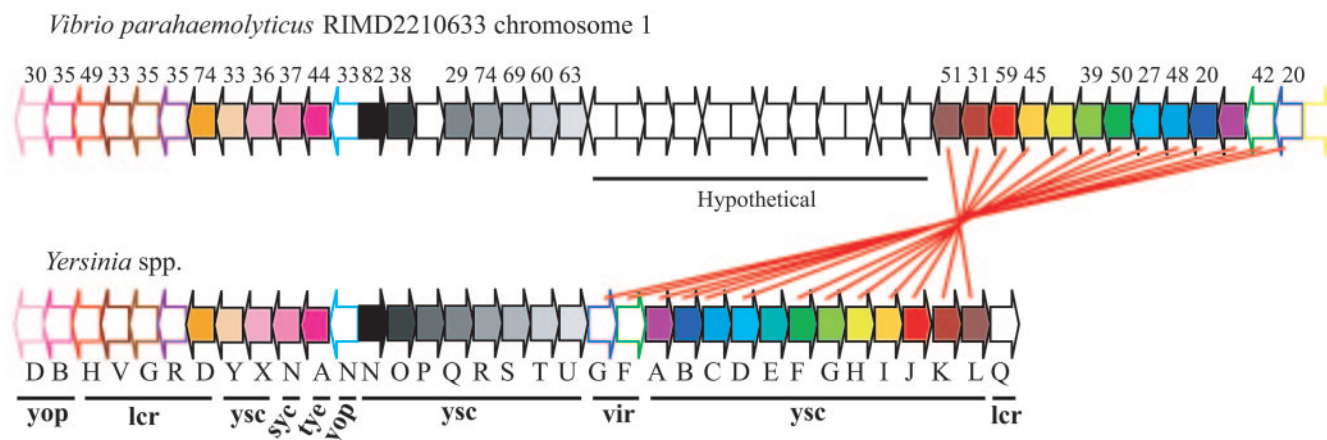 Vibrio parahaemolyticus RIMD2210633 chromosome 1
30 35 49 33 35 35 74 33 36 37 44 33 82 38 29 74 69 60 63 51 31 59 45 39 50 27 48 20 42 20
Hypothetical
Yersinia spp.
D B H V G R D Y X N A N N O P Q R S T U G F A B C D E F G H I J K L Q
yop lcr ysc syc tye yop ysc vir ysc lcr